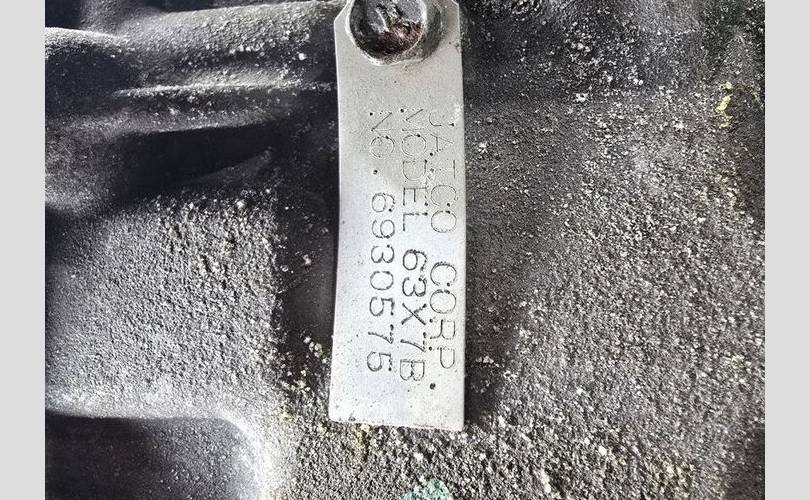 JATCO CORP.
MODEL 63X7B
NO. 6930575